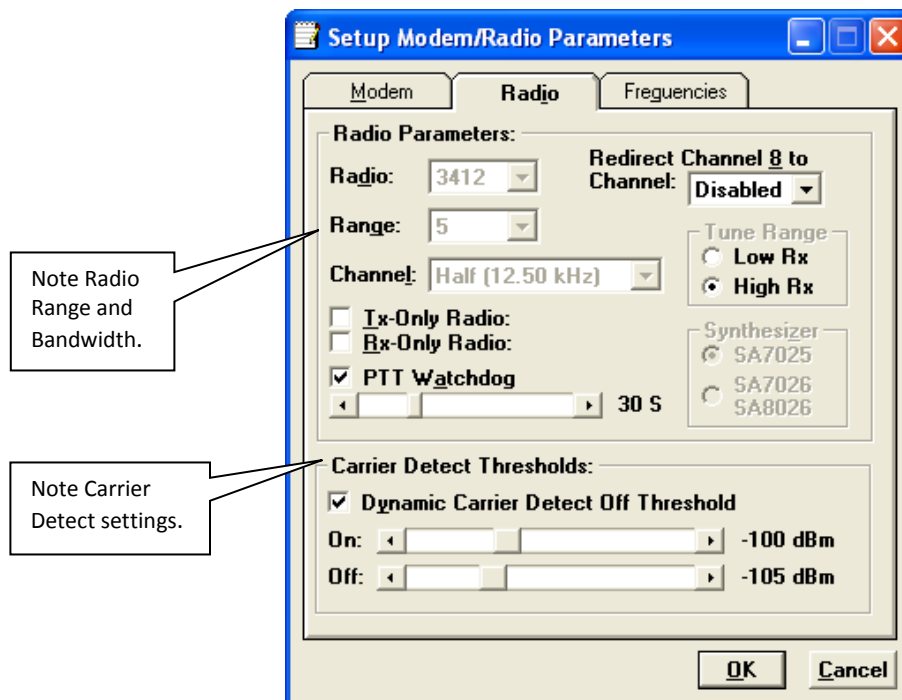 Setup Modem/Radio Parameters
Modem
Radio
Freguencies
Radio Parameters:
Radio:
3412
Redirect Channel 8 to
Channel:
Disabled
Range:
5
Tune Range
Low Rx
High Rx
Channel:
Half (12.50 kHz)
Tx-Only Radio:
Rx-Only Radio:
Synthesizer
SA7025
SA7026
SA8026
PTT Watchdog
30 S
Note Radio
Range and
Bandwidth.
Carrier Detect Thresholds:
Dynamic Carrier Detect Off Threshold
On:
-100 dBm
Off:
-105 dBm
Note Carrier
Detect settings.
OK
Cancel